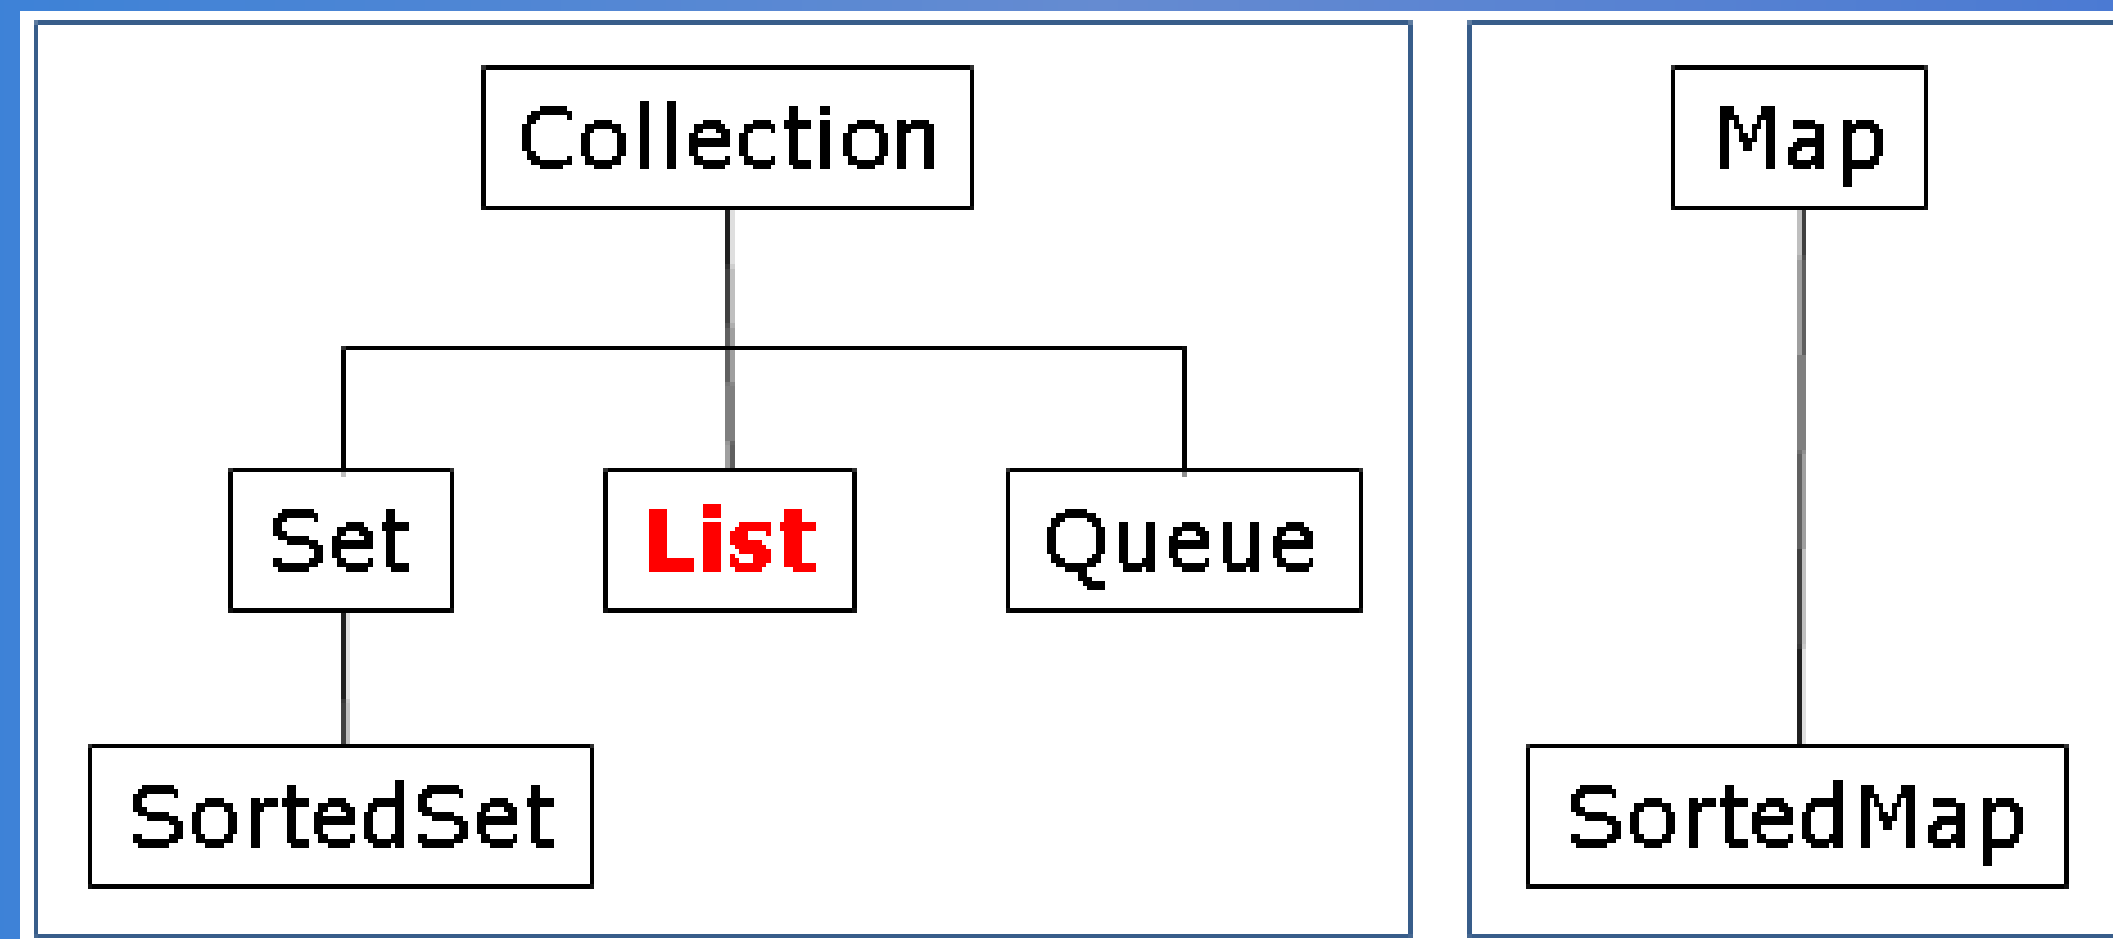 Collection
Map
Set
List
Queue
SortedSet
SortedMap